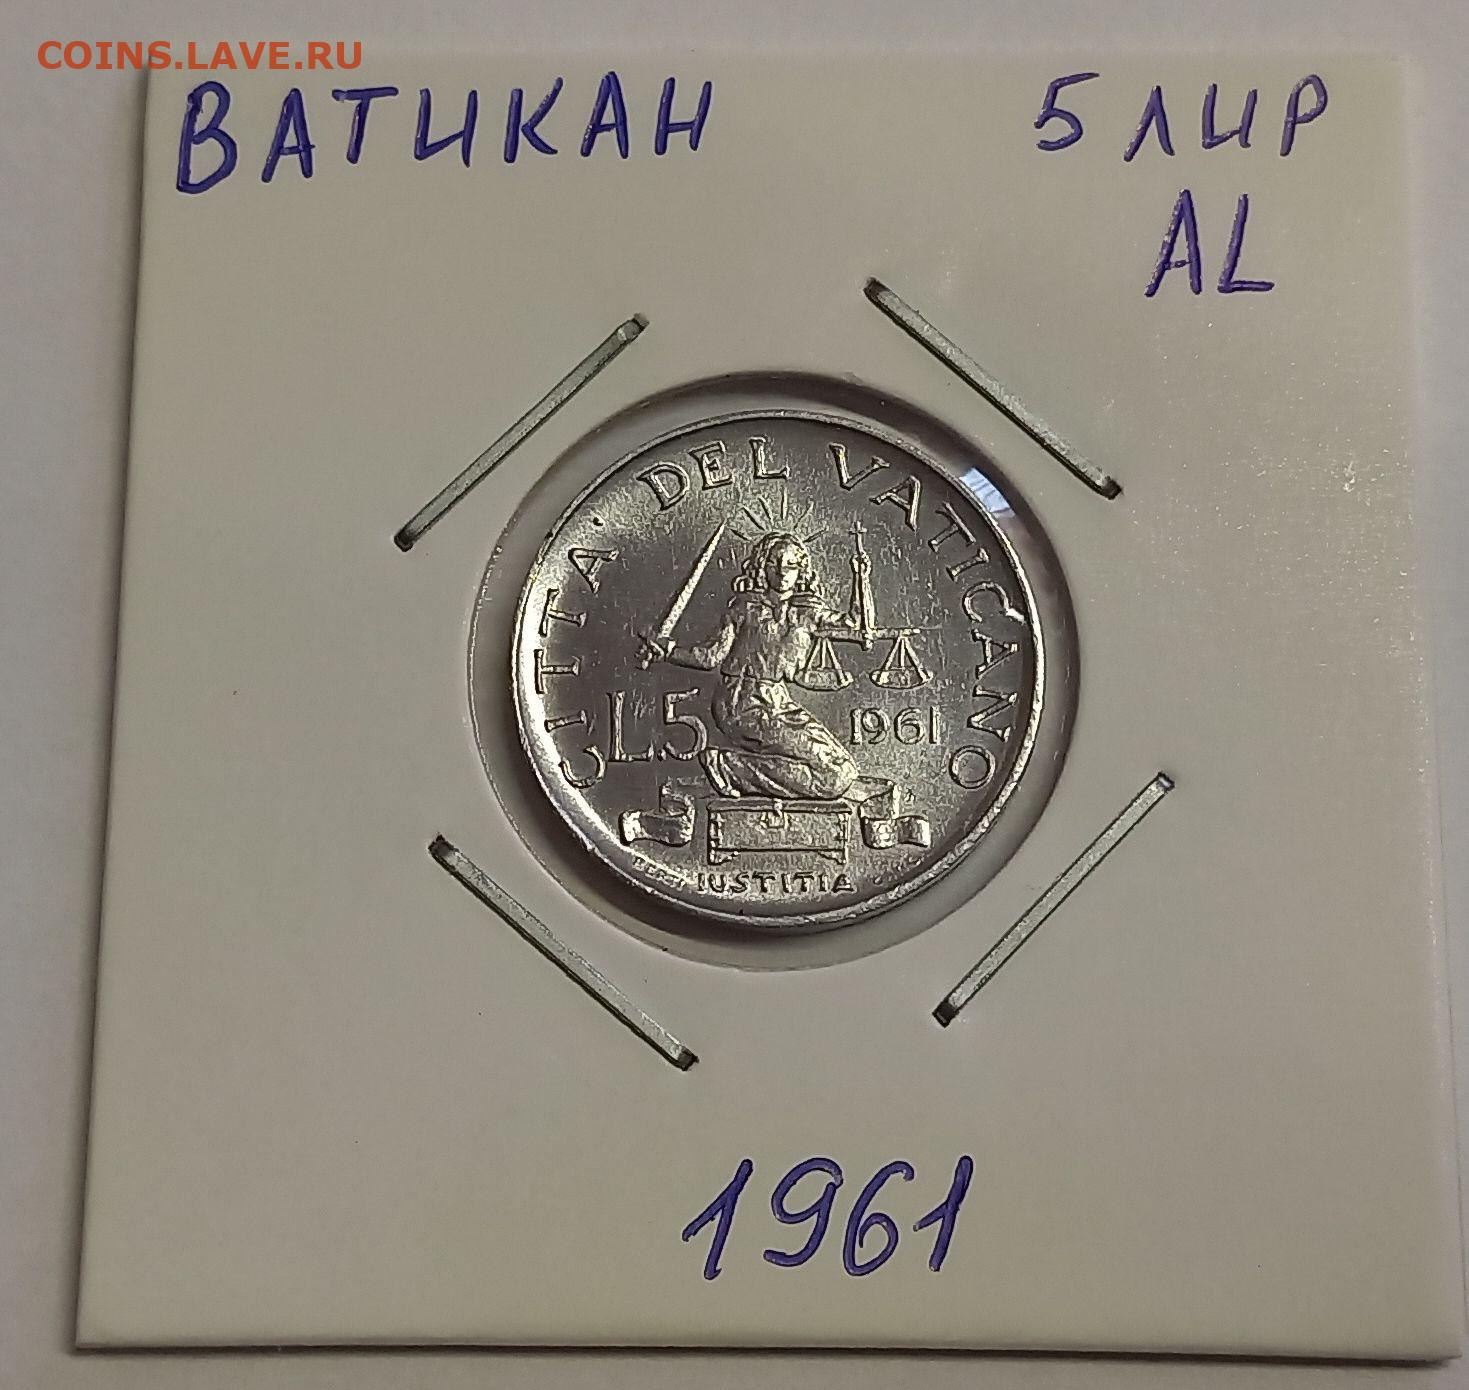 COINS.LAVE.RU
ВАТИКАН 5 ЛИР
AL
CITTA · DEL VATICANO
L.5 1961
IUSTITIA
1961